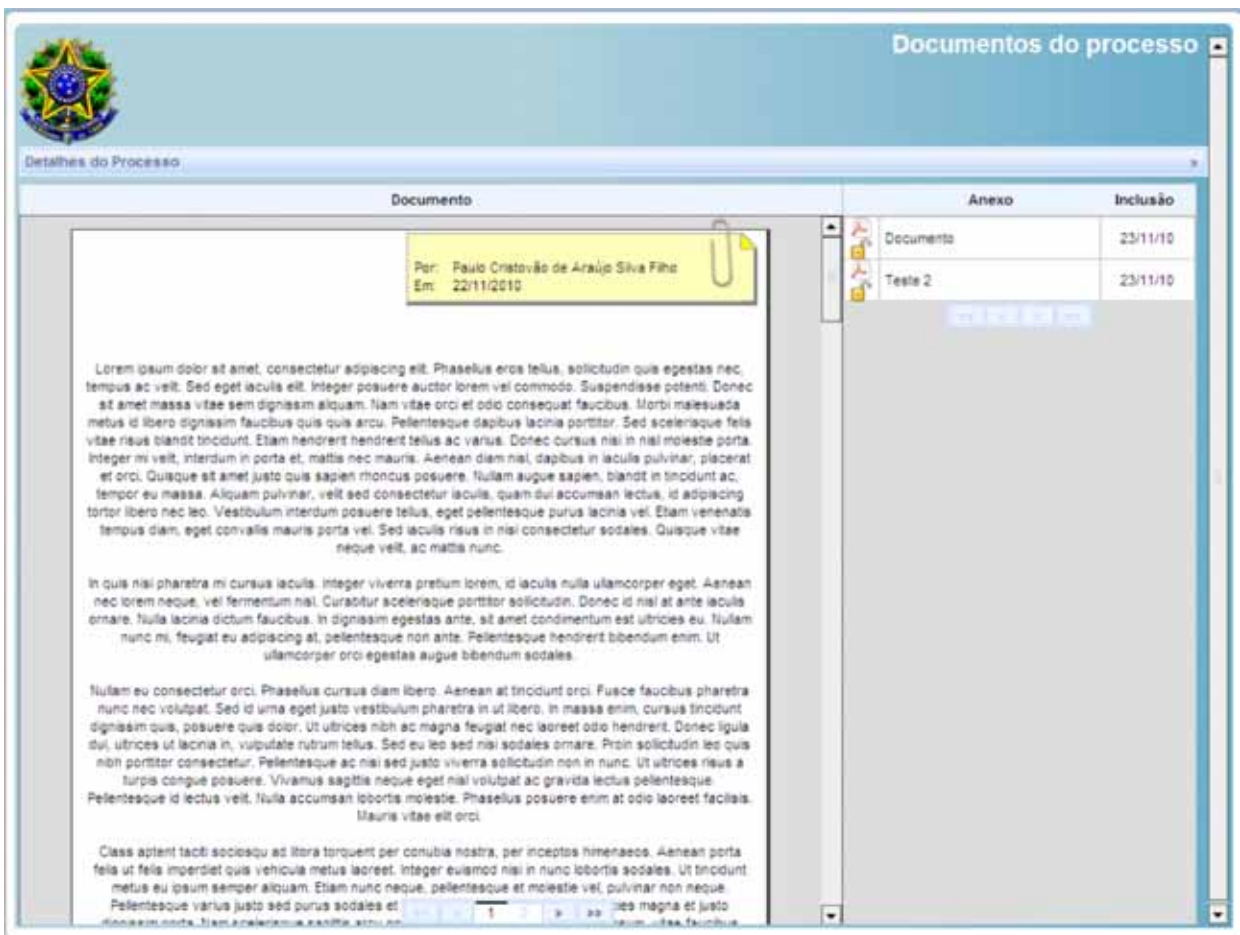 Documentos do processo
Detalhes do Processo
Documento
Anexo
Inclusão
Documento
23/11/10
Teste 2
23/11/10
Por: Paulo Cristovão de Araújo Silva Filho
Em: 22/11/2010
Lorem ipsum dolor sit amet, consectetur adipiscing elit. Phasellus eros tellus, sollicitudin quis egestas nec,
tempus ac velit. Sed eget iaculis elit. Integer posuere auctor lorem vel commodo. Suspendisse potenti. Donec
sit amet massa vitae sem dignissim aliquam. Nam vitae orci et odio consequat faucibus. Morbi malesuada
metus id libero dignissim faucibus quis quis arcu. Pellentesque dapibus lacinia porttitor. Sed scelerisque felis
vitae risus blandit tincidunt. Etiam hendrerit hendrerit tellus ac varius. Donec cursus nisi in nisl molestie porta.
Integer mi velit, interdum in porta et, mattis nec mauris. Aenean diam nisl, dapibus in iaculis pulvinar, placerat
et orci. Quisque sit amet justo quis sapien rhoncus posuere. Nullam augue sapien, blandit in tincidunt ac,
tempor eu massa. Aliquam pulvinar, velit sed consectetur iaculis, quam dui accumsan lectus, id adipiscing
tortor libero nec leo. Vestibulum interdum posuere tellus, eget pellentesque purus lacinia vel. Etiam venenatis
tempus diam, eget convallis mauris porta vel. Sed iaculis risus in nisi consectetur sodales. Quisque vitae
neque velit, ac mattis nunc.
In quis nisi pharetra mi cursus iaculis. Integer viverra pretium lorem, id iaculis nulla ullamcorper eget. Aenean
nec lorem neque, vel fermentum nisl. Curabitur scelerisque porttitor sollicitudin. Donec id nisl at ante iaculis
ornare. Nulla lacinia dictum faucibus. In dignissim egestas ante, sit amet condimentum est ultricies eu. Nullam
nunc mi, feugiat eu adipiscing at, pellentesque non ante. Pellentesque hendrerit bibendum enim. Ut
ullamcorper orci egestas augue bibendum sodales.
Nullam eu consectetur orci. Phasellus cursus diam libero. Aenean at tincidunt orci. Fusce faucibus pharetra
nunc nec volutpat. Sed id urna eget justo vestibulum pharetra in ut libero. In massa enim, cursus tincidunt
dignissim quis, posuere quis dolor. Ut ultrices nibh ac magna feugiat nec laoreet odio hendrerit. Donec ligula
dui, ultrices ut lacinia in, vulputate rutrum tellus. Sed eu leo sed nisi sodales ornare. Proin sollicitudin leo quis
nibh porttitor consectetur. Pellentesque ac nisi sed justo viverra sollicitudin non in nunc. Ut ultrices risus a
turpis congue posuere. Vivamus sagittis neque eget nisl volutpat ac gravida lectus pellentesque.
Pellentesque id lectus velit. Nulla accumsan lobortis molestie. Phasellus posuere enim at odio laoreet facilisis.
Mauris vitae elit orci.
Class aptent taciti sociosqu ad litora torquent per conubia nostra, per inceptos himenaeos. Aenean porta
felis ut felis imperdiet quis vehicula metus laoreet. Integer euismod nisi in nunc lobortis sodales. Ut tincidunt
metus eu ipsum semper aliquam. Etiam nunc neque, pellentesque et molestie vel, pulvinar non neque.
Pellentesque varius justo sed purus sodales et 1 2 > >> magna et justo